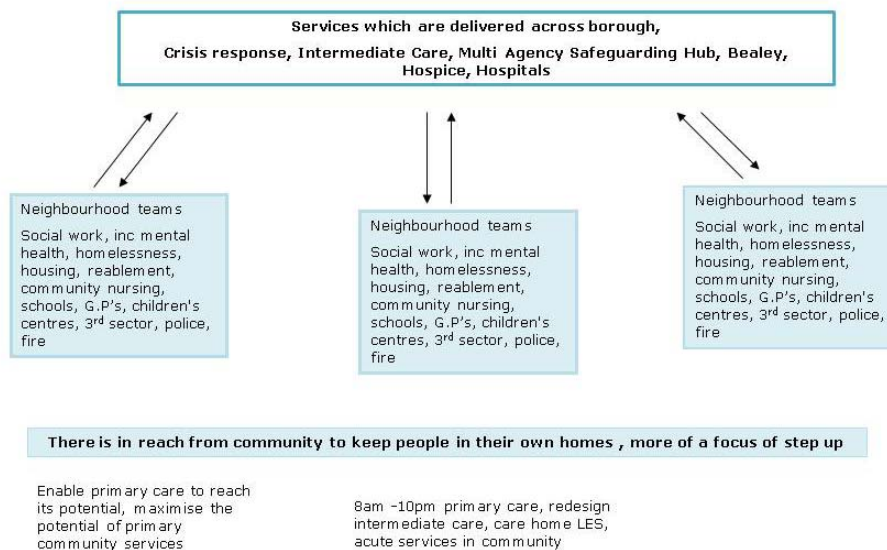 Services which are delivered across borough,
Crisis response, Intermediate Care, Multi Agency Safeguarding Hub, Bealey,
Hospice, Hospitals
Neighbourhood teams
Social work, inc mental
health, homelessness,
housing, reablement,
community nursing,
schools, G.P's, children's
centres, 3rd sector, police,
fire
Neighbourhood teams
Social work, inc mental
health, homelessness,
housing, reablement,
community nursing,
schools, G.P's, children's
centres, 3rd sector, police,
fire
Neighbourhood teams
Social work, inc mental
health, homelessness,
housing, reablement,
community nursing,
schools, G.P's, children's
centres, 3rd sector, police,
fire
There is in reach from community to keep people in their own homes , more of a focus of step up
Enable primary care to reach
its potential, maximise the
potential of primary
community services
8am -10pm primary care, redesign
intermediate care, care home LES,
acute services in community